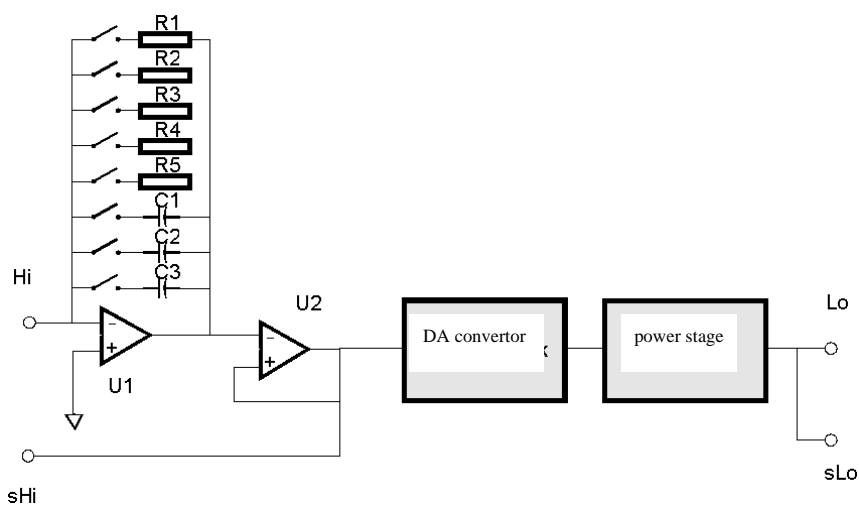 R1
R2
R3
R4
R5
C1
C2
C3
Hi
U2
Lo
DA convertor
power stage
-
+
U1
-
+
sHi
sLo